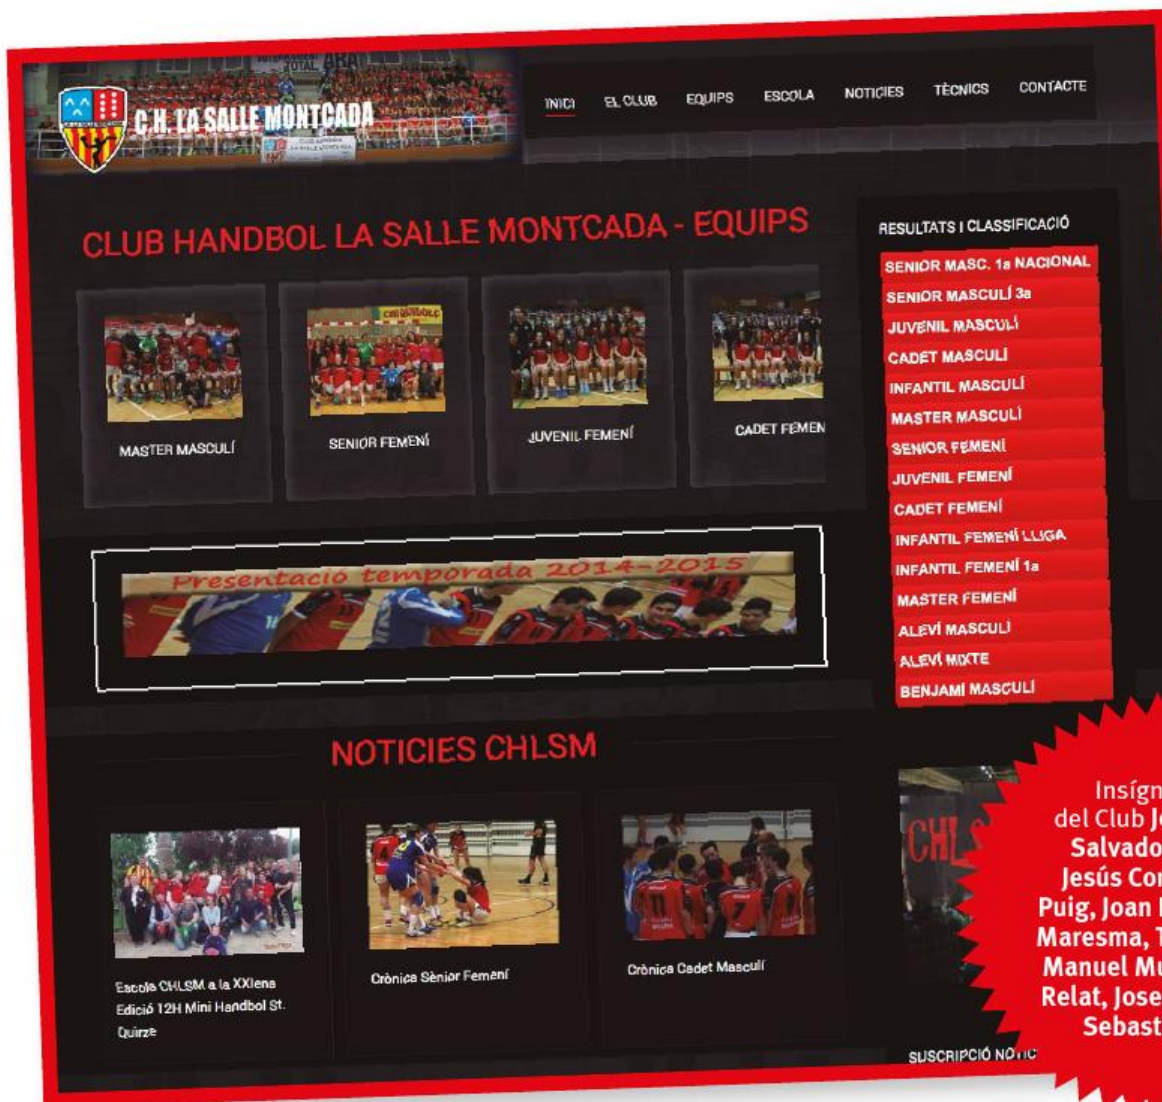 C.H. LA SALLE MONTCADA
INICI
EL CLUB
EQUIPS
ESCOLA
NOTICIES
TÈCNICS
CONTACTE
CLUB HANDBOL LA SALLE MONTCADA - EQUIPS
MASTER MASCULÍ
SENIOR FEMENÍ
JUVENIL FEMENÍ
CADET FEMEN
RESULTATS I CLASSIFICACIÓ
SENIOR MASC. 1a NACIONAL
SENIOR MASCULÍ 3a
JUVENIL MASCULÍ
CADET MASCULÍ
INFANTIL MASCULÍ
MASTER MASCULÍ
SENIOR FEMENÍ
JUVENIL FEMENÍ
CADET FEMENÍ
INFANTIL FEMENÍ LLIGA
INFANTIL FEMENÍ 1a
MASTER FEMENÍ
ALEVÍ MASCULÍ
ALEVÍ MIXTE
BENJAMÍ MASCULÍ
Presentació temporada 2014-2015
NOTICIES CHLSM
Escola CHLSM a la XXIena
Edició 12H Mini Handbol St.
Quirze
Crònica Sènior Femení
Crònica Cadet Masculí
CHLS
SUSCRIPCIÓ NOTIC
Insígn
del Club J
Salvado
Jesús Co
Puig, Joan
Maresma, T
Manuel Mu
Relat, Jose
Sebast